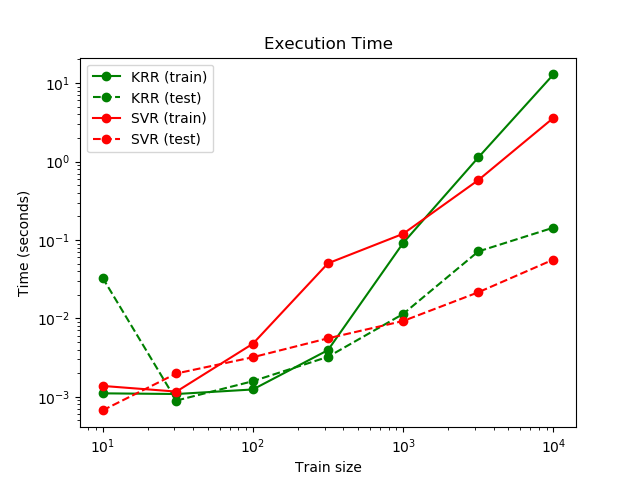 Execution Time
KRR (train)
KRR (test)
SVR (train)
SVR (test)
Time (seconds)
10¹
10⁰
10⁻¹
10⁻²
10⁻³
10¹ 10² 10³ 10⁴
Train size